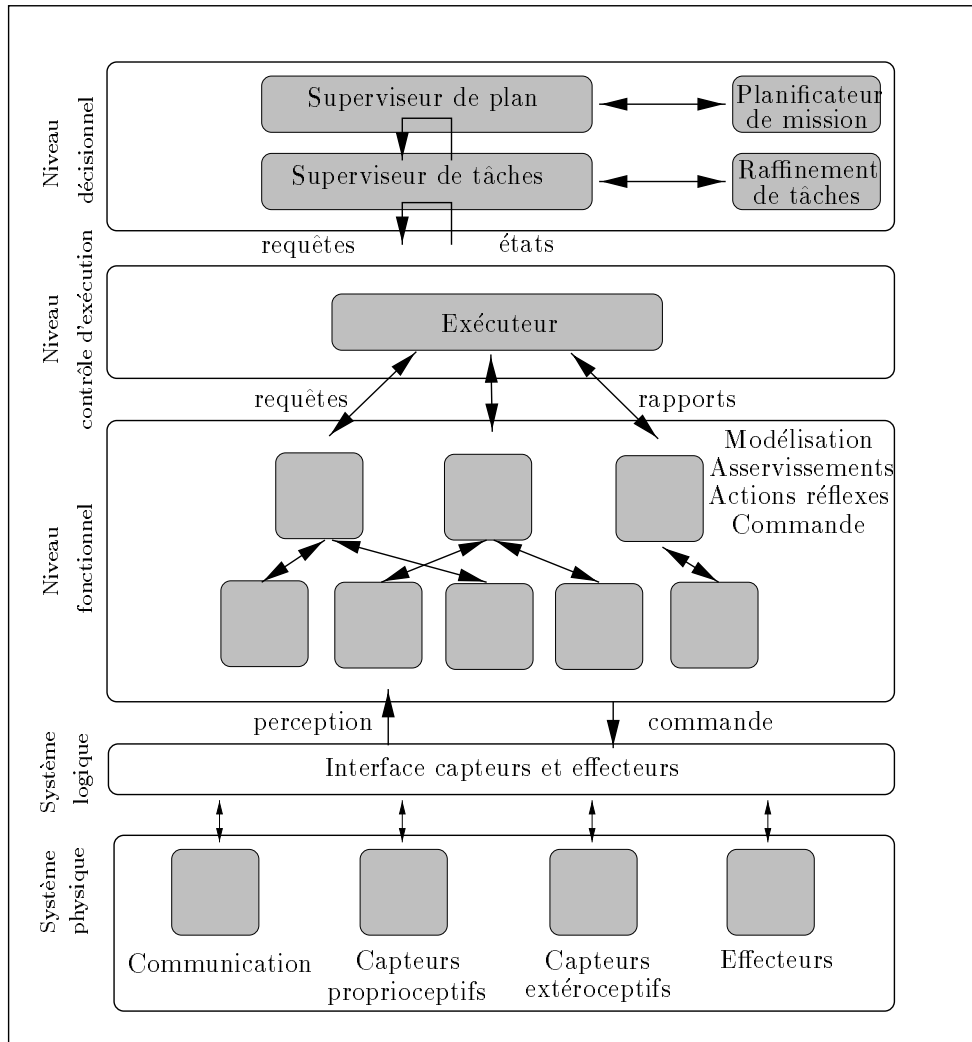 Niveau
décisionnel
Superviseur de plan
Planificateur
de mission
Superviseur de tâches
Raffinement
de tâches
requêtes
états
Niveau
contrôle d'exécution
Exécuteur
requêtes
rapports
Niveau
fonctionnel
Modélisation
Asservissements
Actions réflexes
Commande
perception
commande
Système
logique
Interface capteurs et effecteurs
Système
physique
Communication
Capteurs
proprioceptifs
Capteurs
extéroceptifs
Effecteurs